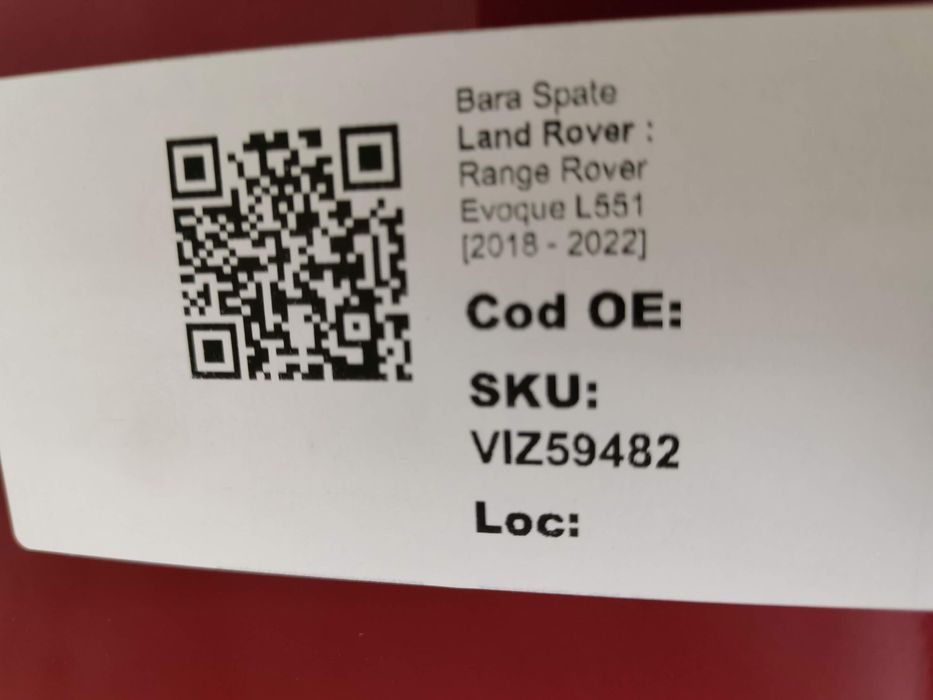 Bara Spate
Land Rover :
Range Rover
Evoque L551
[2018 - 2022]
Cod OE:
SKU:
VIZ59482
Loc: